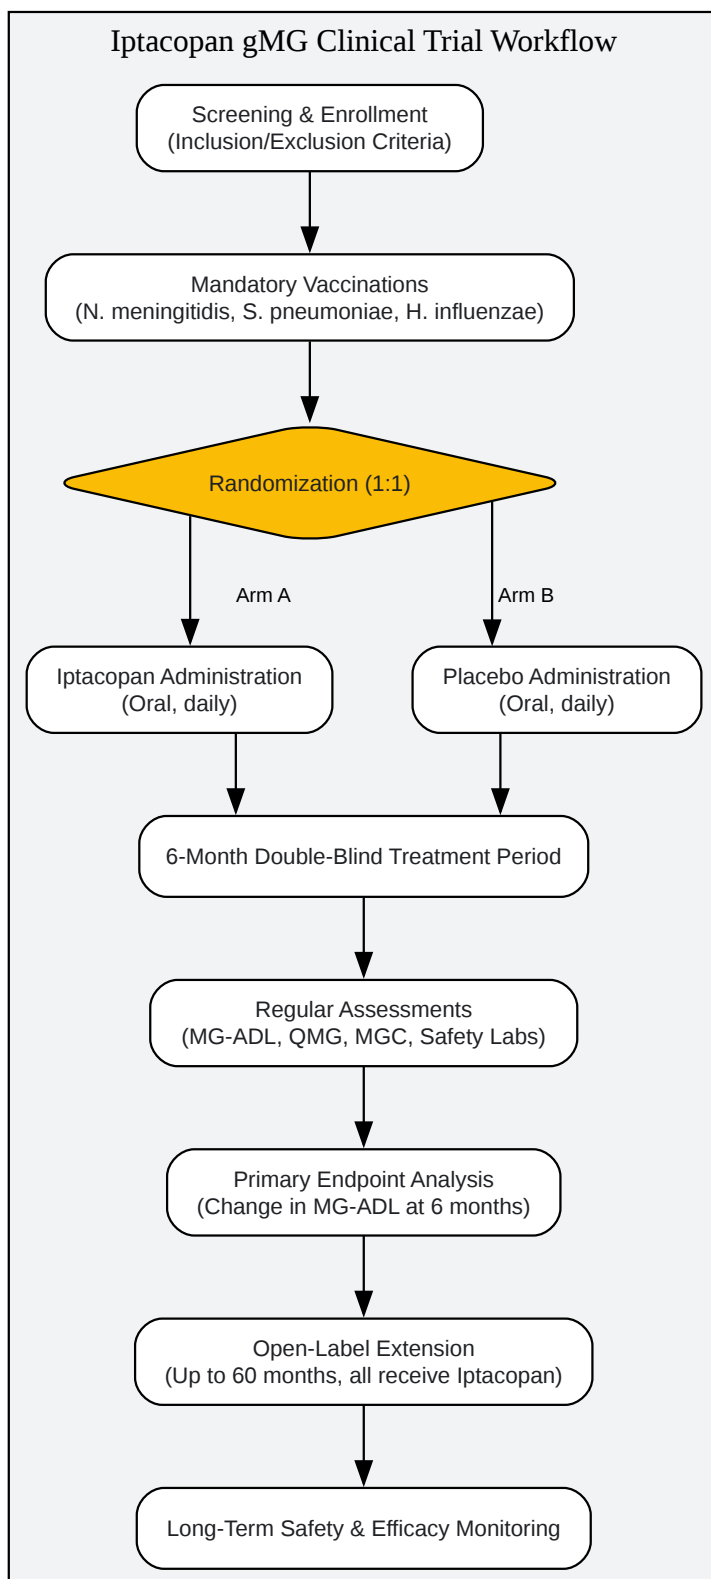 Iptacopan gMG Clinical Trial Workflow
Screening & Enrollment
(Inclusion/Exclusion Criteria)
Mandatory Vaccinations
(N. meningitidis, S. pneumoniae, H. influenzae)
Randomization (1:1)
Arm A
Arm B
Iptacopan Administration
(Oral, daily)
Placebo Administration
(Oral, daily)
6-Month Double-Blind Treatment Period
Regular Assessments
(MG-ADL, QMG, MGC, Safety Labs)
Primary Endpoint Analysis
(Change in MG-ADL at 6 months)
Open-Label Extension
(Up to 60 months, all receive Iptacopan)
Long-Term Safety & Efficacy Monitoring